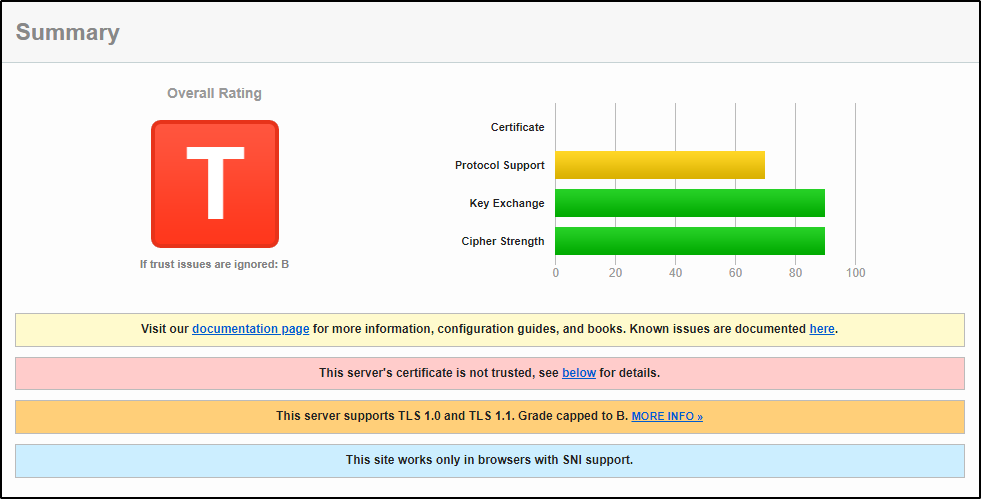 Summary
Overall Rating
T
If trust issues are ignored: B
Certificate
Protocol Support
Key Exchange
Cipher Strength
0 20 40 60 80 100
Visit our documentation page for more information, configuration guides, and books. Known issues are documented here.
This server's certificate is not trusted, see below for details.
This server supports TLS 1.0 and TLS 1.1. Grade capped to B. MORE INFO »
This site works only in browsers with SNI support.